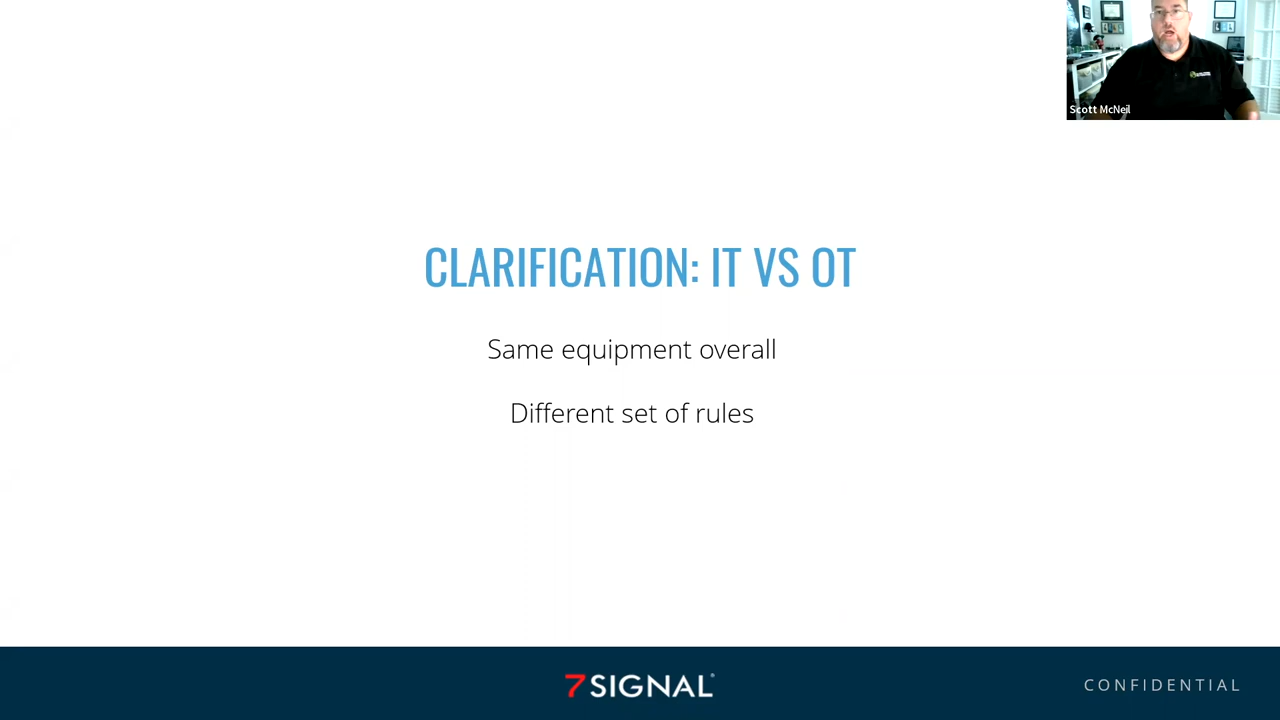 Scott McNeil
CLARIFICATION: IT VS OT
Same equipment overall
Different set of rules
7SIGNAL®
CONFIDENTIAL